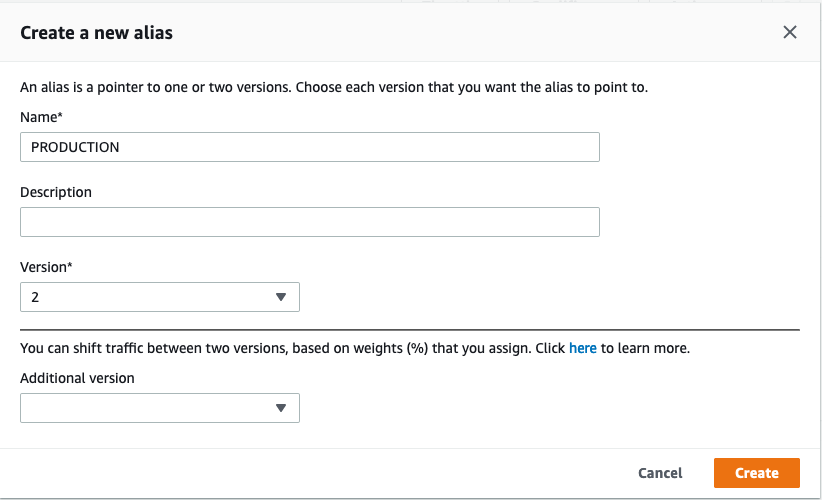 Create a new alias
An alias is a pointer to one or two versions. Choose each version that you want the alias to point to.
Name*
PRODUCTION
Description
Version*
2
You can shift traffic between two versions, based on weights (%) that you assign. Click here to learn more.
Additional version
Cancel Create